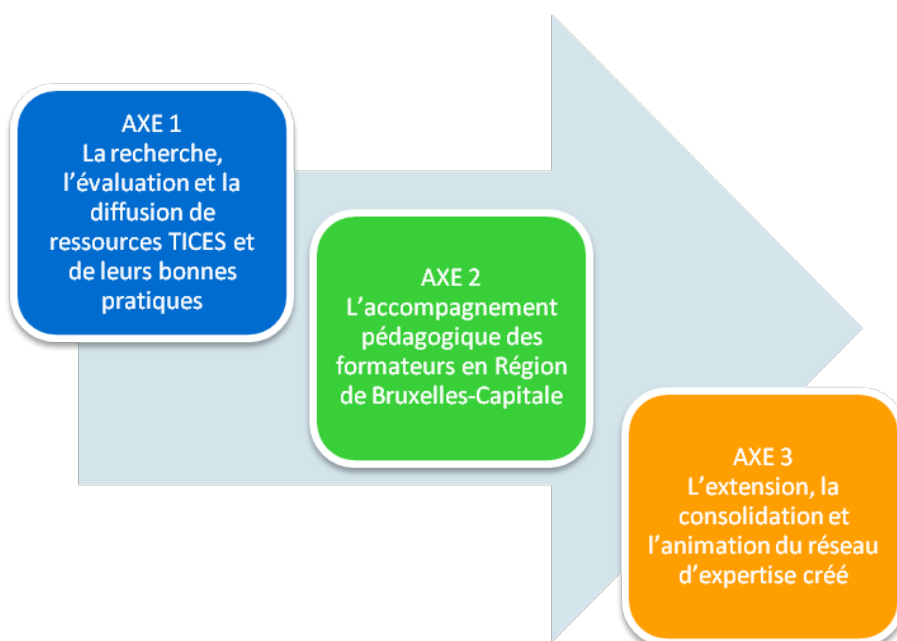 AXE 1
La recherche,
l'évaluation et la
diffusion de
ressources TICES et
de leurs bonnes
pratiques
AXE 2
L'accompagnement
pédagogique des
formateurs en Région
de Bruxelles-Capitale
AXE 3
L'extension, la
consolidation et
l'animation du réseau
d'expertise créé